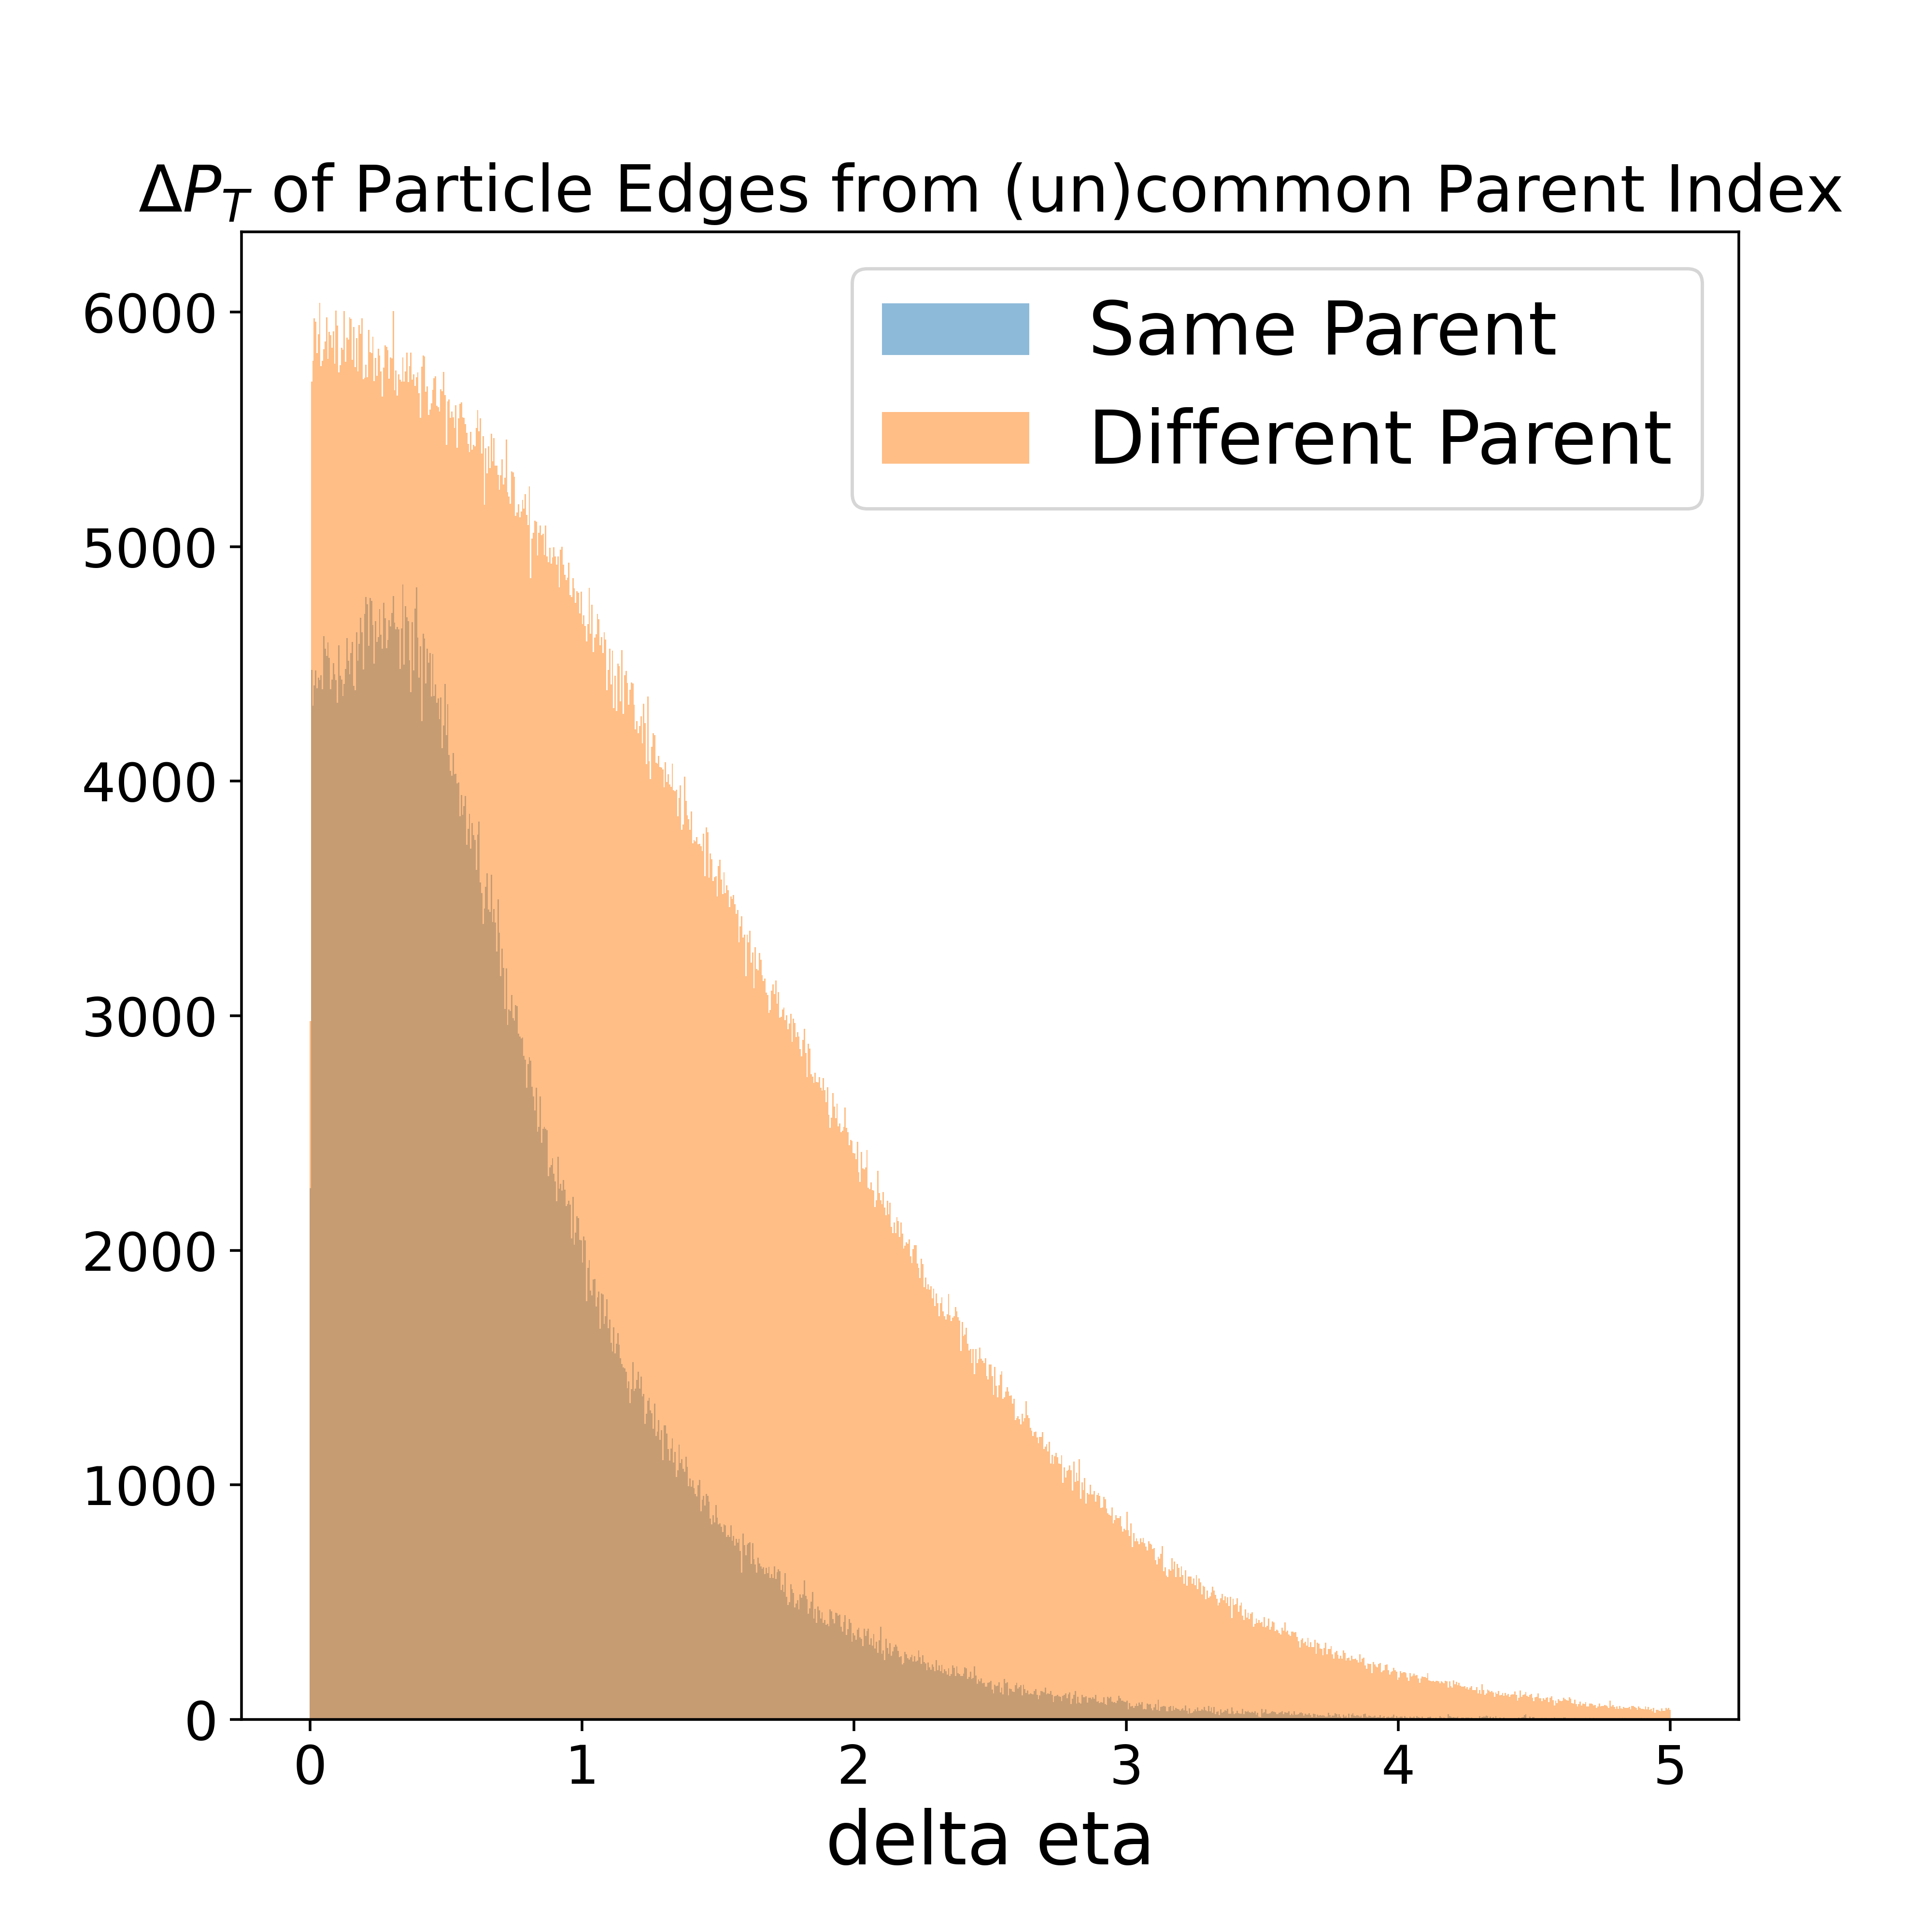 ΔP_T of Particle Edges from (un)common Parent Index
Same Parent
Different Parent
6000
5000
4000
3000
2000
1000
0
0 1 2 3 4 5
delta eta